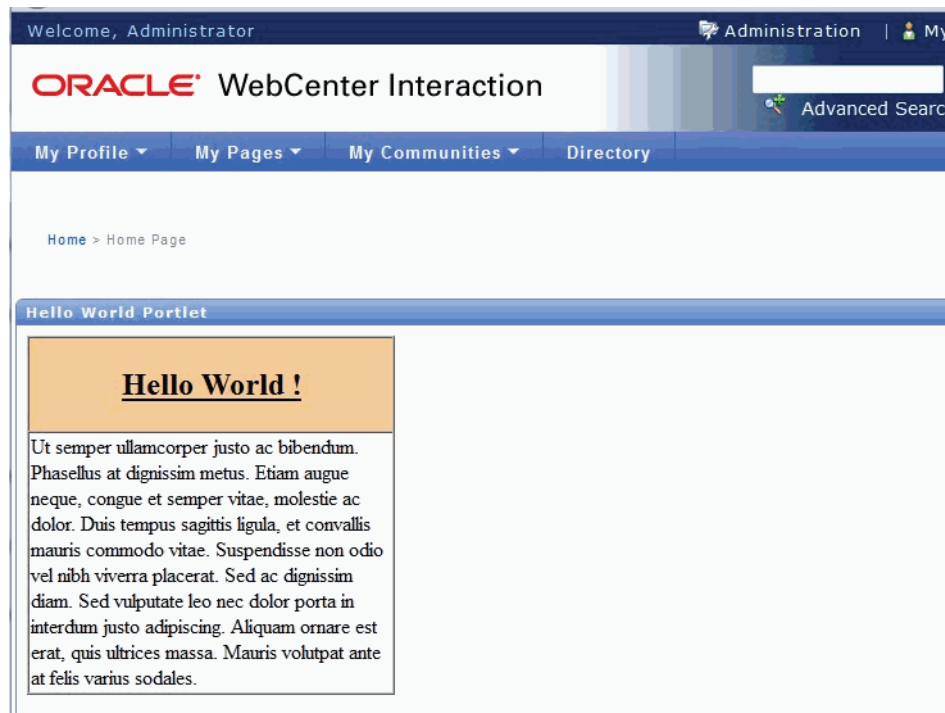 Welcome, Administrator
Administration | My
ORACLE WebCenter Interaction
Advanced Searc
My Profile My Pages My Communities Directory
Home > Home Page
Hello World Portlet
Hello World !
Ut semper ullamcorper justo ac bibendum.
Phasellus at dignissim metus. Etiam augue
neque, congue et semper vitae, molestie ac
dolor. Duis tempus sagittis ligula, et convallis
mauris commodo vitae. Suspendisse non odio
vel nibh viverra placerat. Sed ac dignissim
diam. Sed vulputate leo nec dolor porta in
interdum justo adipiscing. Aliquam ornare est
erat, quis ultrices massa. Mauris volutpat ante
at felis varius sodales.